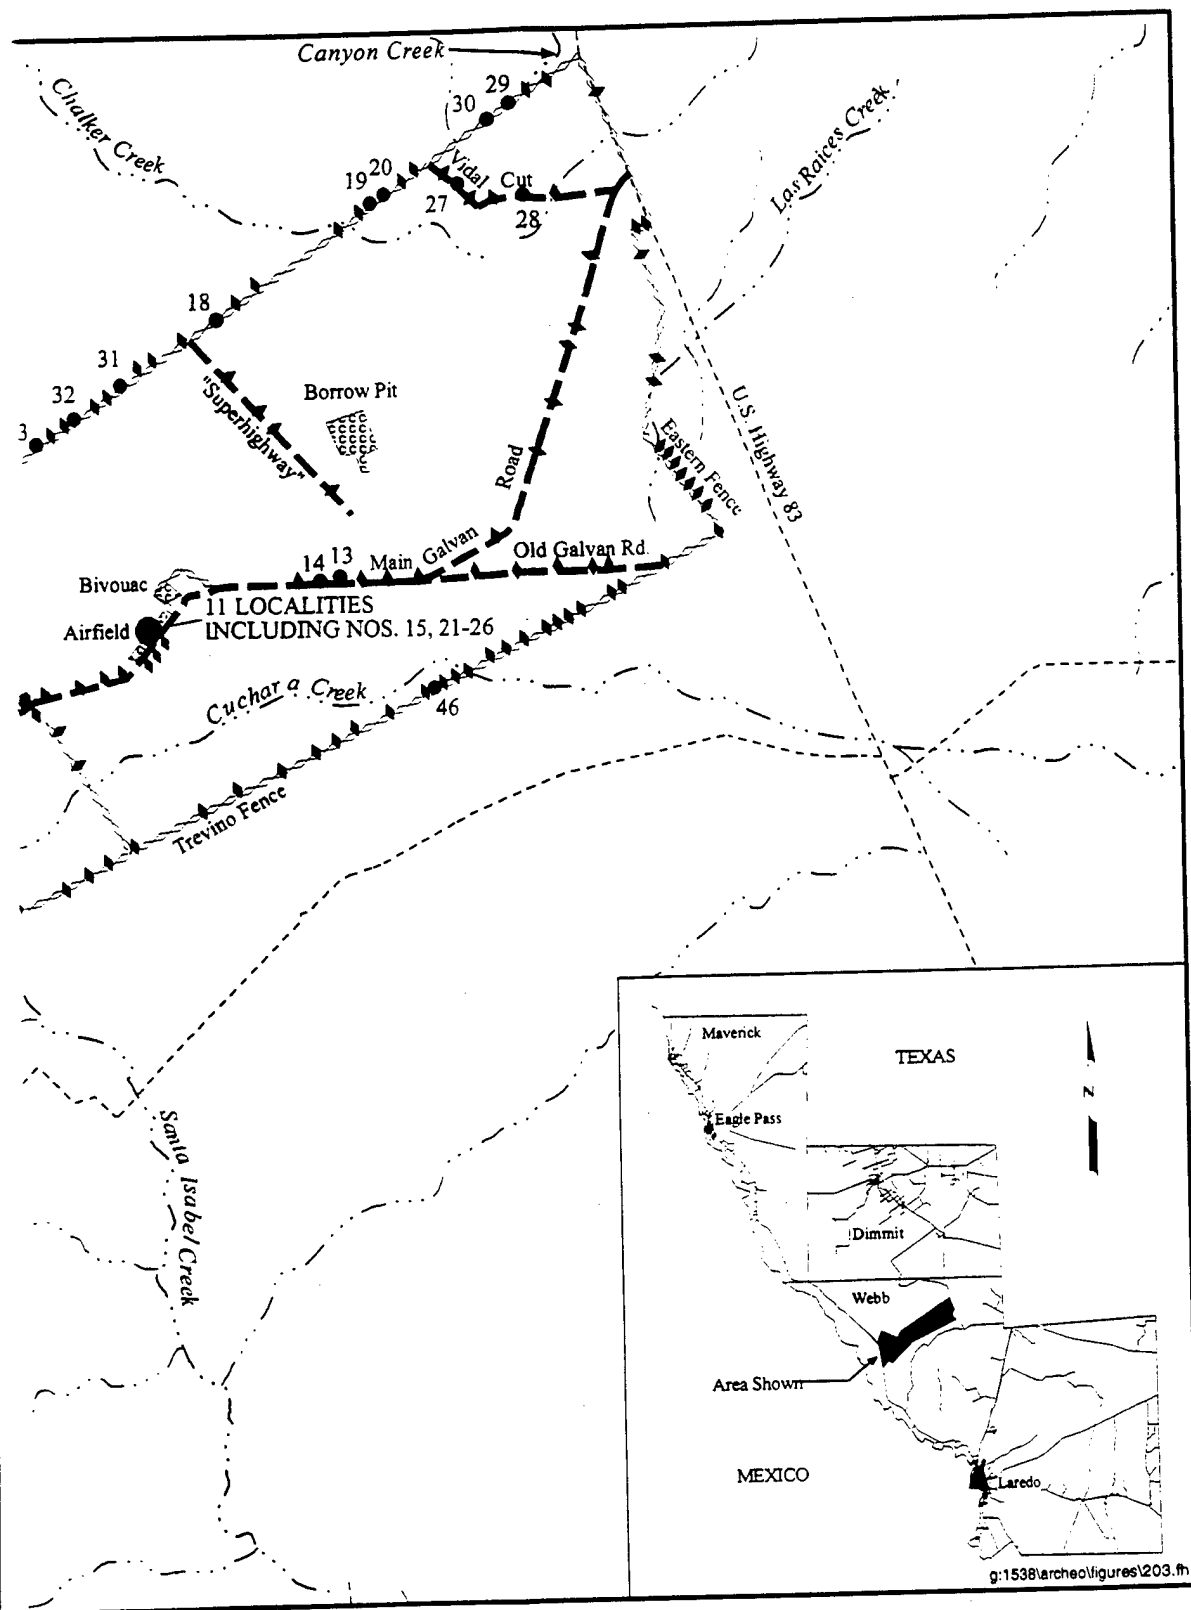 Canyon Creek
Chalker Creek
Las Raices Creek
29
30
Vidal
Cut
20
19
27
28
18
31
32
3
"Superhighway"
Borrow Pit
U.S. Highway 83
Eastern Fence
Road
Galvan
Main
Old Galvan Rd.
14 13
Bivouac
11 LOCALITIES
INCLUDING NOS. 15, 21-26
Airfield
Cuchara Creek
46
Trevino Fence
Santa Isabel Creek
Maverick
TEXAS
N
Eagle Pass
Dimmit
Webb
Area Shown
MEXICO
Laredo
g:1538\archeo\figures\203.fh